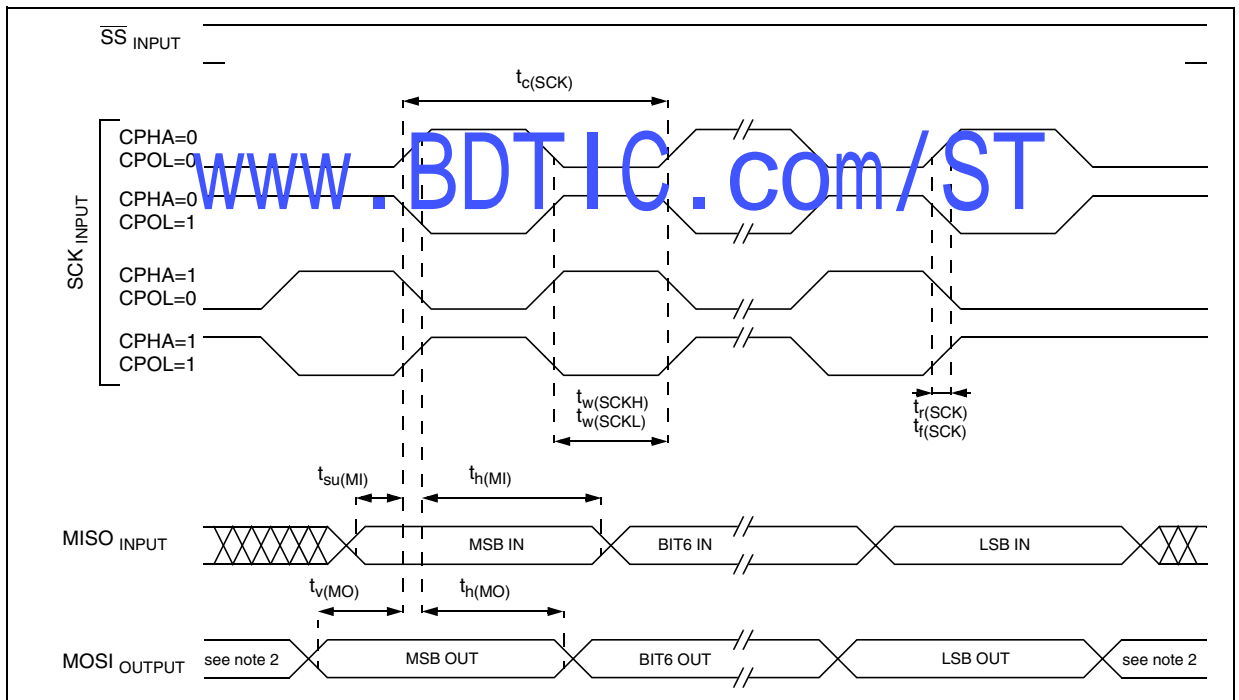 SS INPUT
tc(SCK)
SCK INPUT
CPHA=0
CPOL=0
CPHA=0
CPOL=1
www.BDTIC.com/ST
CPHA=1
CPOL=0
CPHA=1
CPOL=1
tw(SCKH)
tw(SCKL)
tr(SCK)
tf(SCK)
tsu(MI)
th(MI)
MISO INPUT
MSB IN
BIT6 IN
LSB IN
tv(MO)
th(MO)
MOSI OUTPUT
see note 2
MSB OUT
BIT6 OUT
LSB OUT
see note 2